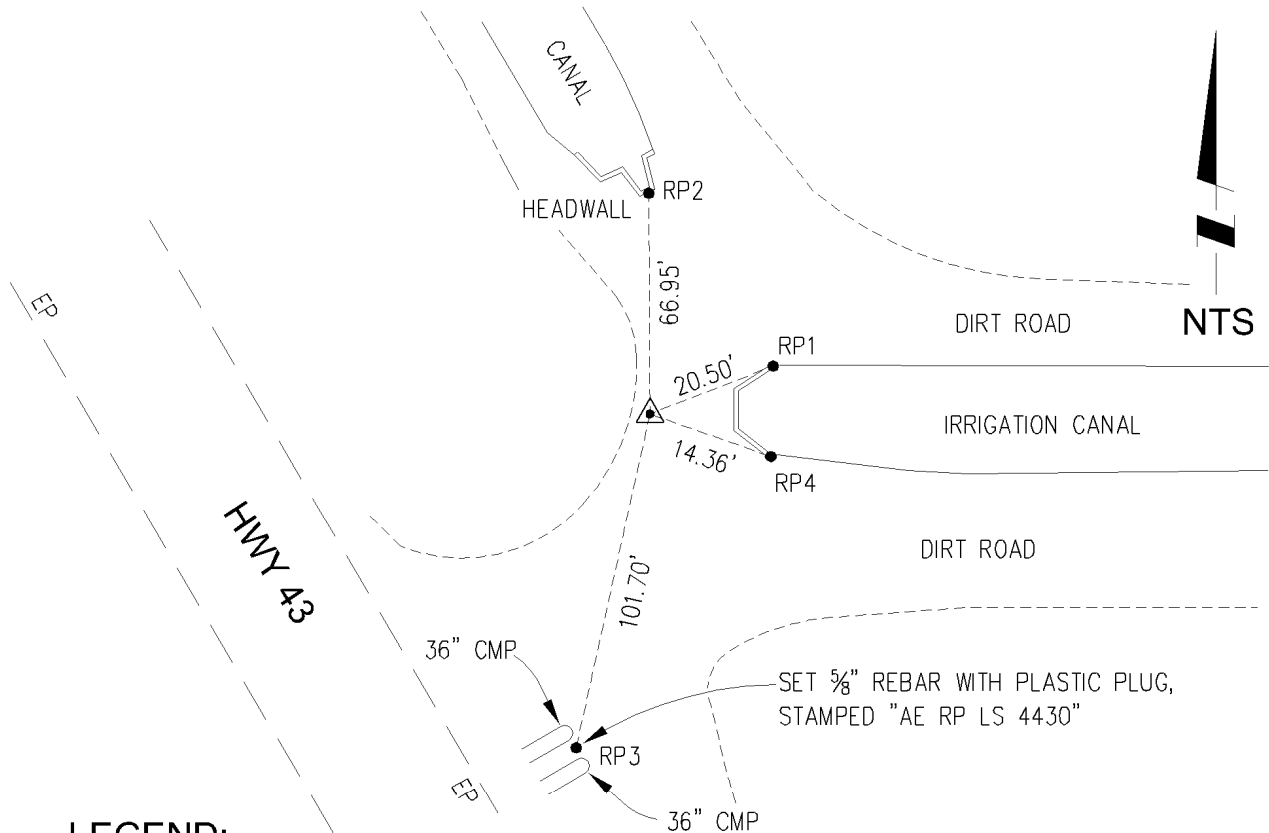 CANAL
RP2
HEADWALL
66.95'
EP
DIRT ROAD
NTS
RP1
20.50'
IRRIGATION CANAL
14.36'
RP4
HWY 43
DIRT ROAD
101.70'
36" CMP
SET 5/8" REBAR WITH PLASTIC PLUG,
STAMPED "AE RP LS 4430"
RP3
EP
36" CMP
LEGEND: